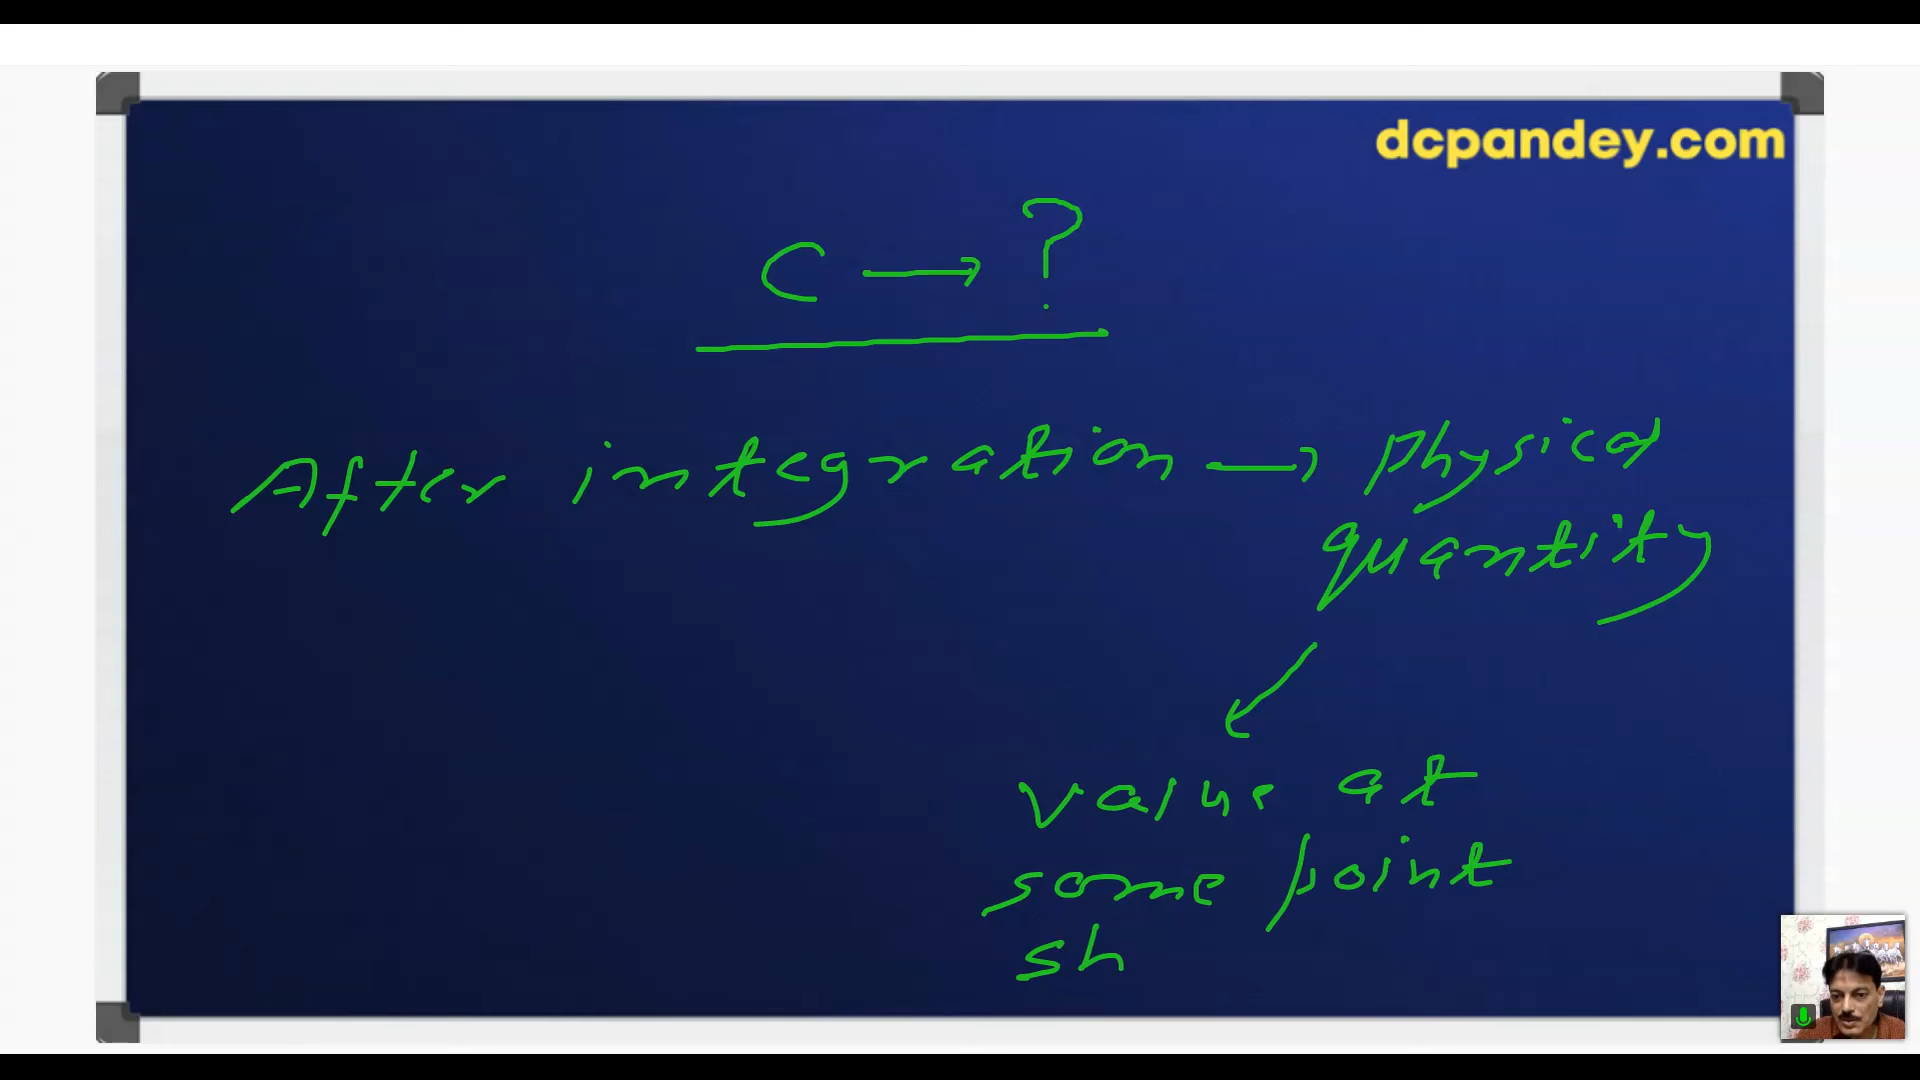 dcpandey.com
C → ?
After integration → Physical
quantity
value at
some point
sh